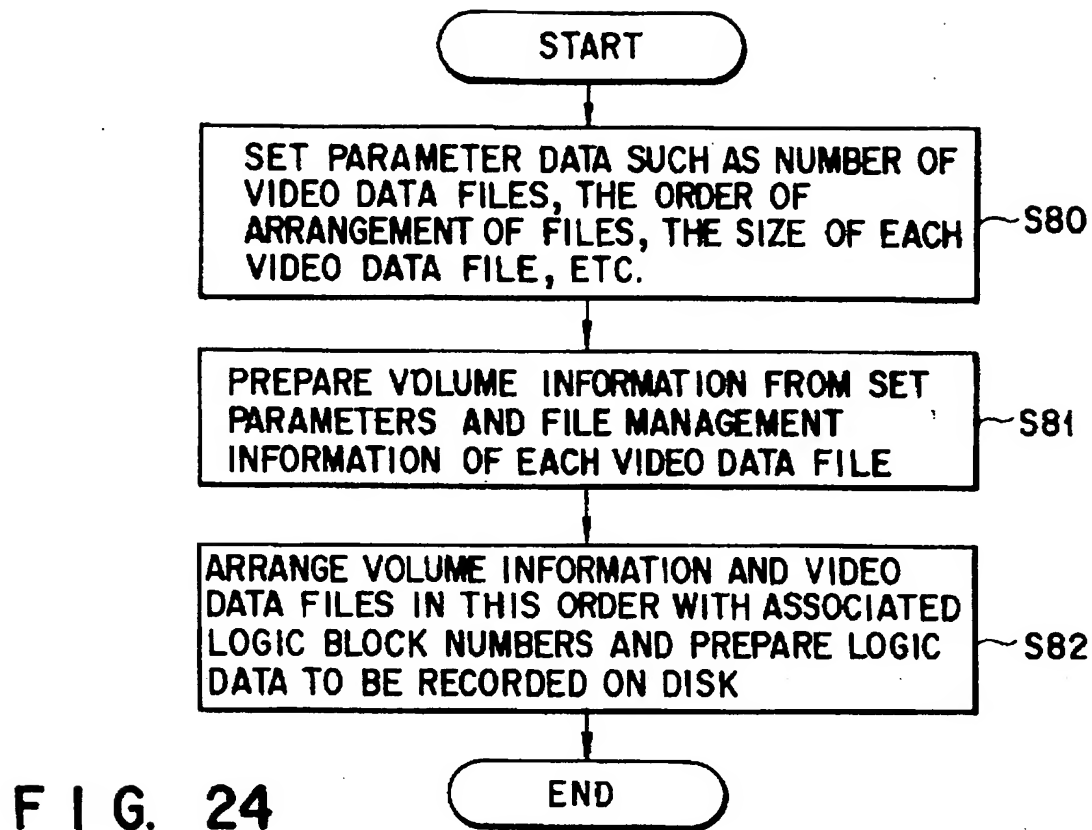 START
SET PARAMETER DATA SUCH AS NUMBER OF
VIDEO DATA FILES, THE ORDER OF
ARRANGEMENT OF FILES, THE SIZE OF EACH
VIDEO DATA FILE, ETC.
S80
PREPARE VOLUME INFORMATION FROM SET
PARAMETERS AND FILE MANAGEMENT
INFORMATION OF EACH VIDEO DATA FILE
S81
ARRANGE VOLUME INFORMATION AND VIDEO
DATA FILES IN THIS ORDER WITH ASSOCIATED
LOGIC BLOCK NUMBERS AND PREPARE LOGIC
DATA TO BE RECORDED ON DISK
S82
END
FIG. 24